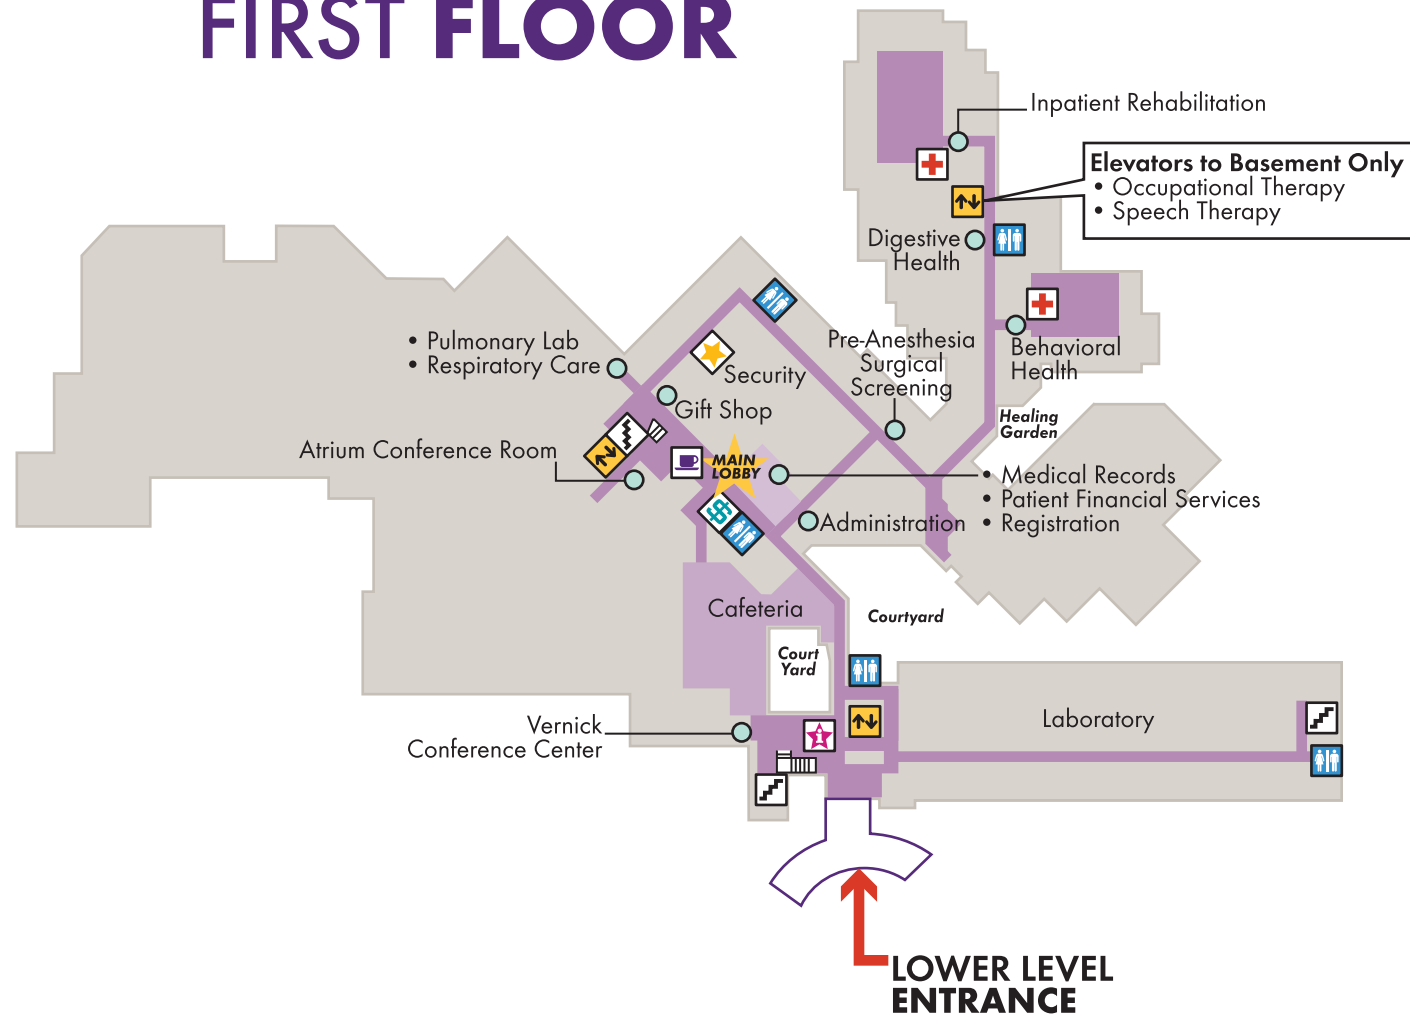 FIRST FLOOR
Inpatient Rehabilitation
Elevators to Basement Only
• Occupational Therapy
• Speech Therapy
Digestive
Health
• Pulmonary Lab
• Respiratory Care
Security
Gift Shop
Pre-Anesthesia
Surgical
Screening
Behavioral
Health
Healing
Garden
Atrium Conference Room
MAIN
LOBBY
• Medical Records
• Patient Financial Services
• Registration
Administration
Cafeteria
Courtyard
Court
Yard
Vernick
Conference Center
Laboratory
LOWER LEVEL
ENTRANCE